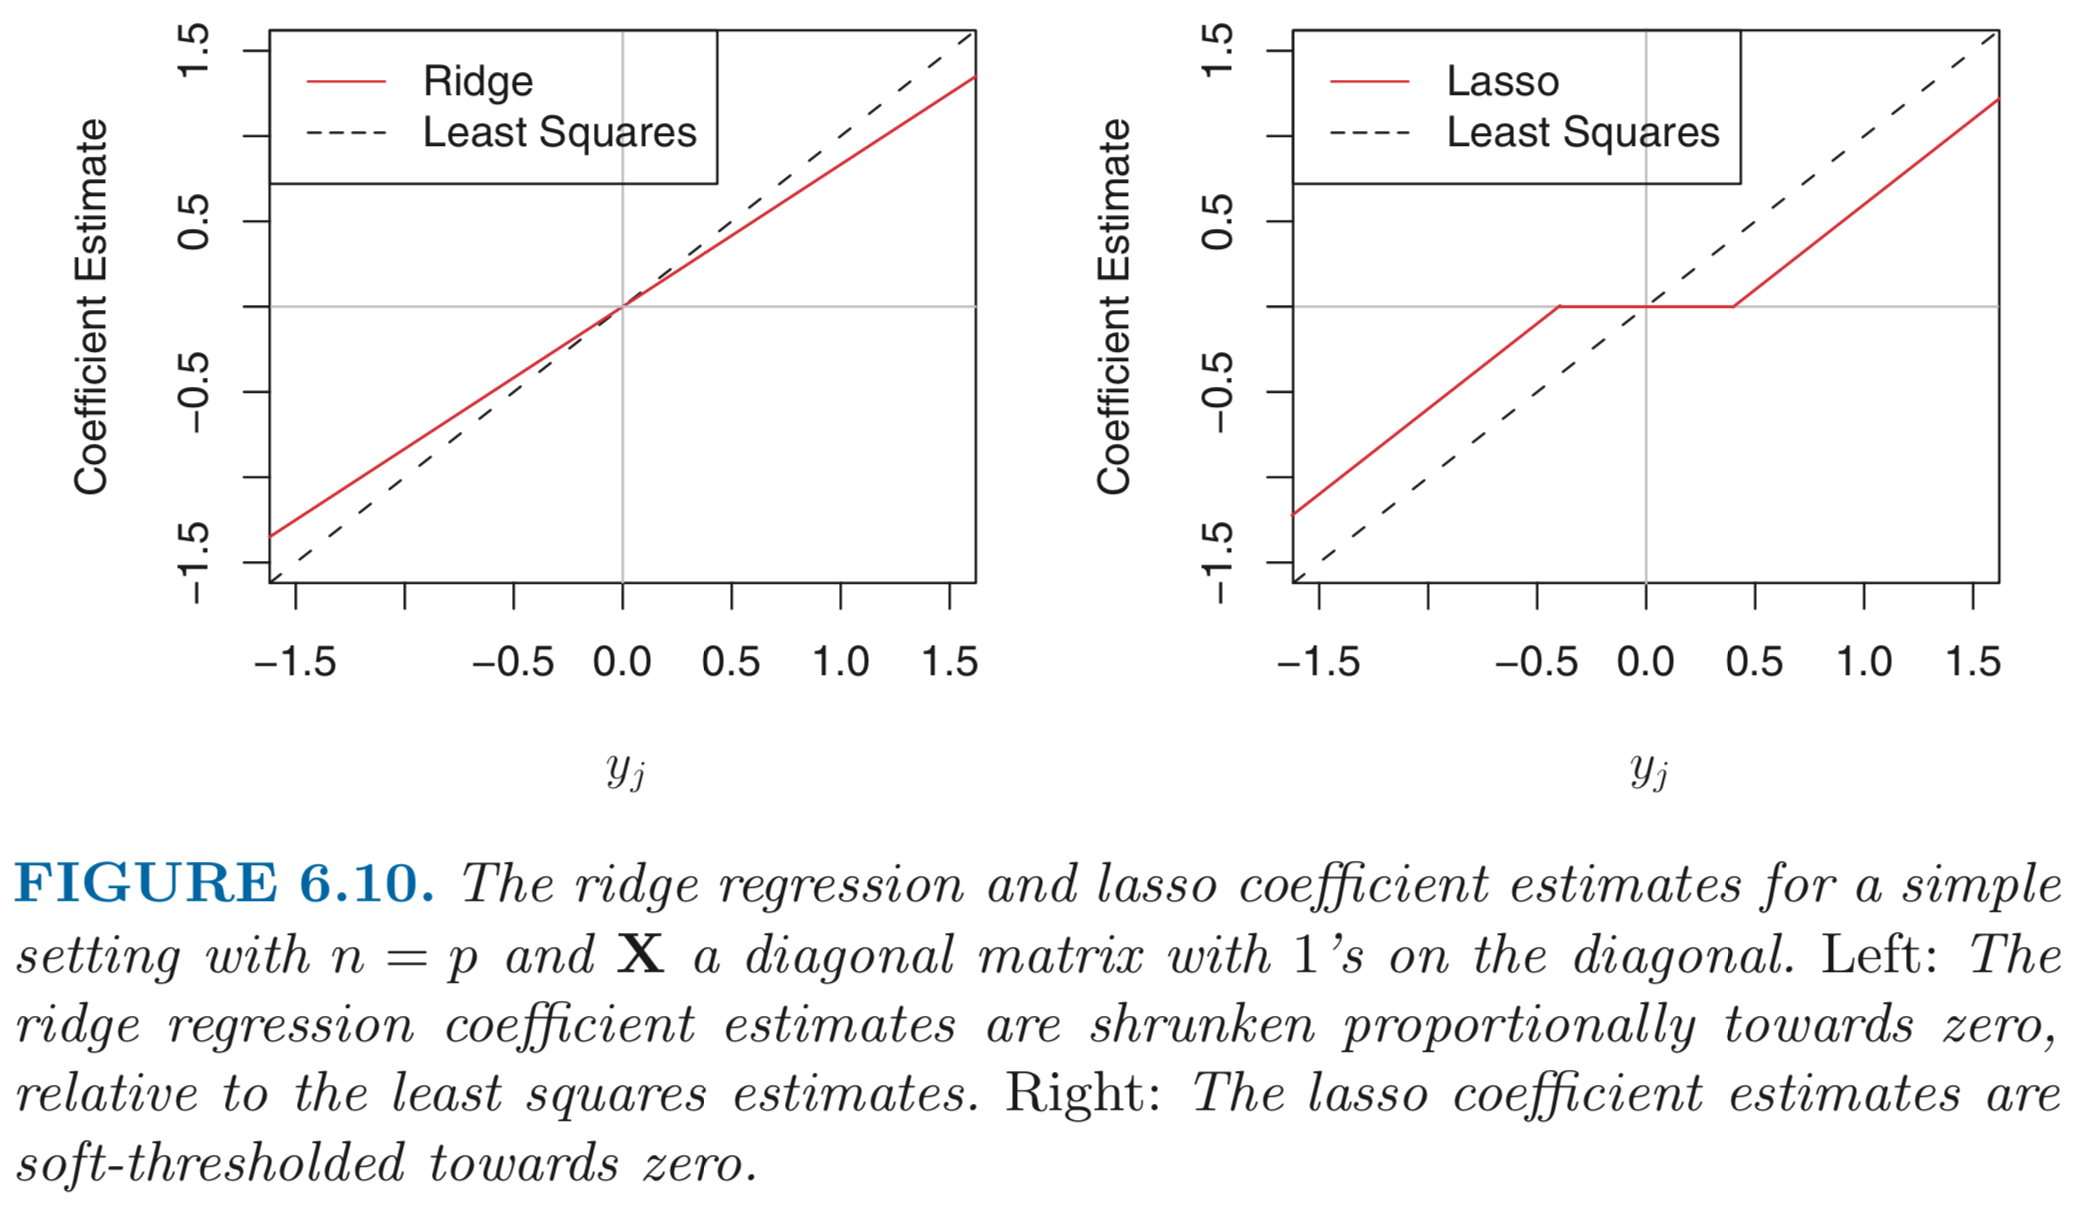 Ridge
Least Squares
Coefficient Estimate
1.5
0.5
−0.5
−1.5
−1.5 −0.5 0.0 0.5 1.0 1.5
y_j
Lasso
Least Squares
Coefficient Estimate
1.5
0.5
−0.5
−1.5
−1.5 −0.5 0.0 0.5 1.0 1.5
y_j
FIGURE 6.10. The ridge regression and lasso coefficient estimates for a simple
setting with n = p and X a diagonal matrix with 1's on the diagonal. Left: The
ridge regression coefficient estimates are shrunken proportionally towards zero,
relative to the least squares estimates. Right: The lasso coefficient estimates are
soft-thresholded towards zero.